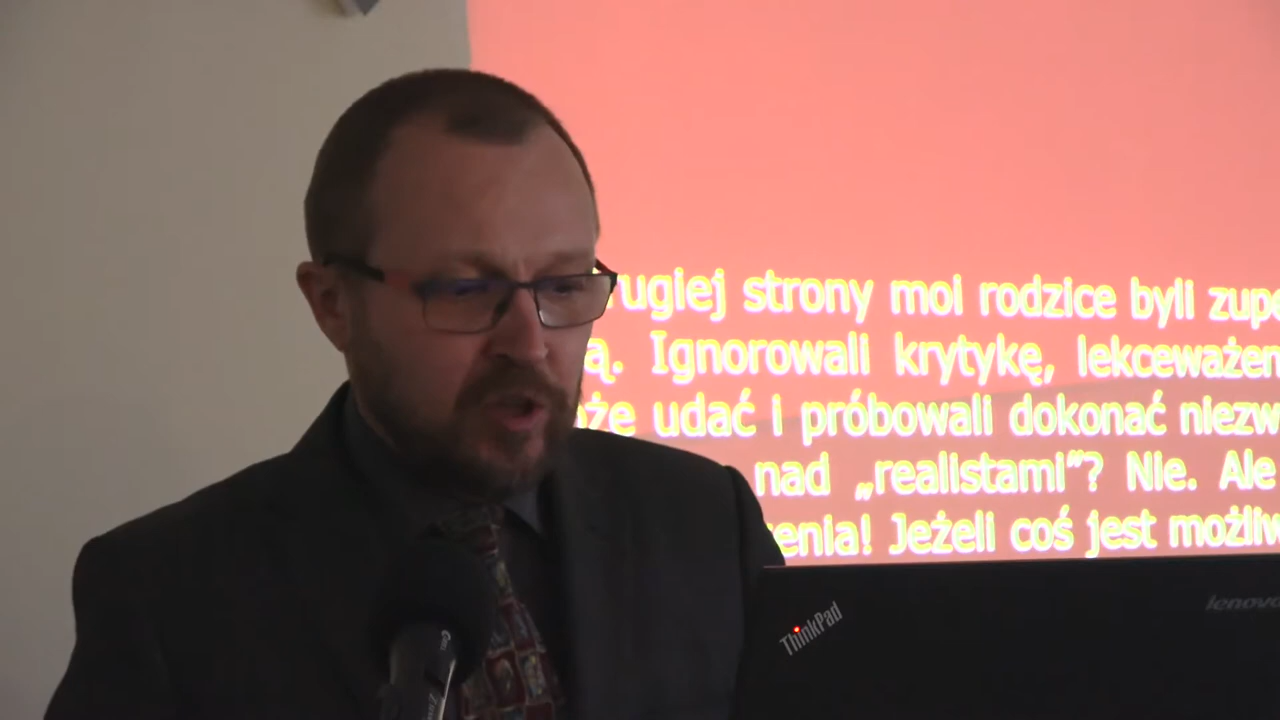 rugiej strony moi rodzice byli zupe
ą. Ignorowali krytykę, lekceważen
oże udać i próbowali dokonać niezw
nad „realistami”? Nie. Ale
enia! Jeżeli coś jest możliw
ThinkPad
lenovo